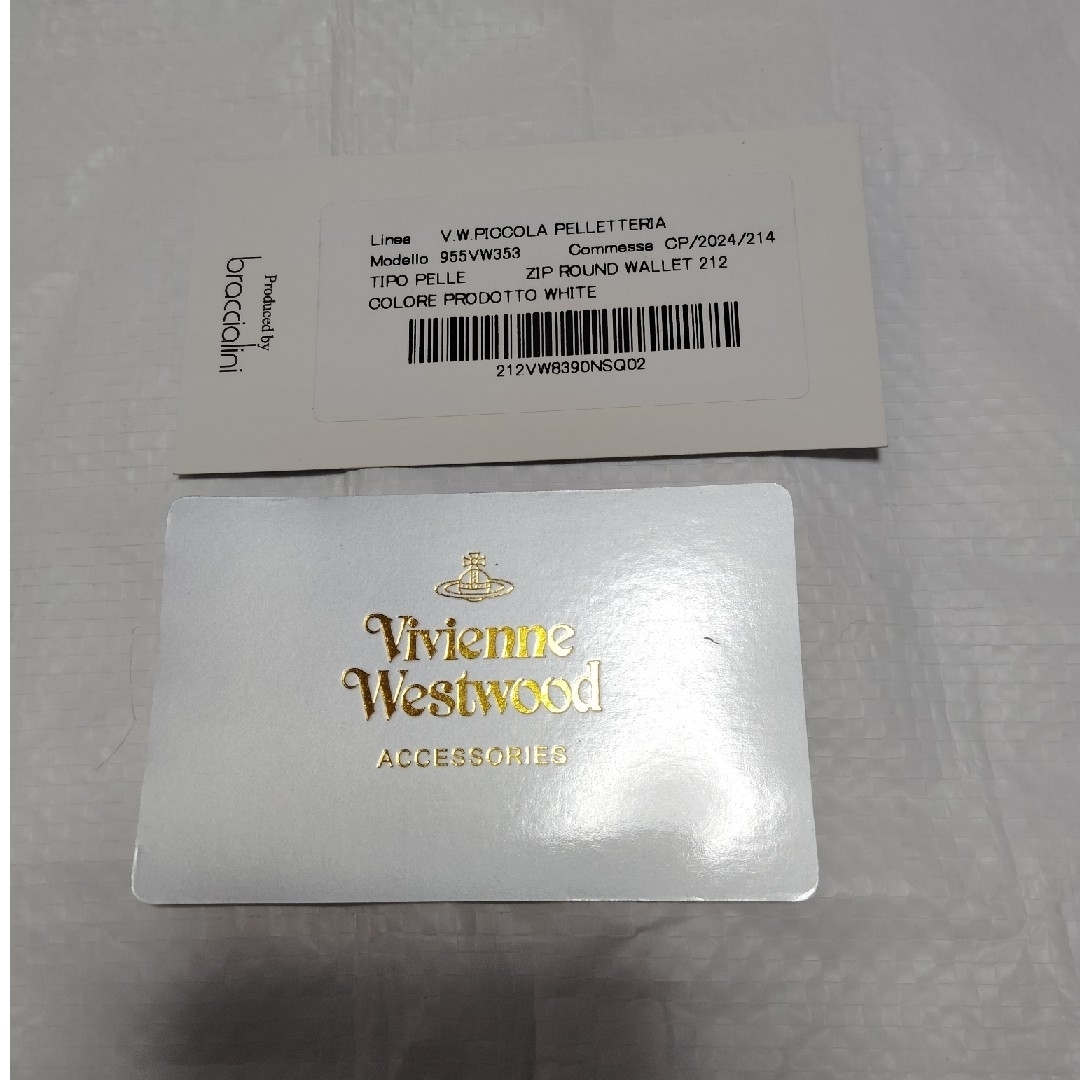 Linea V.W.PICCOLA PELLETTERIA
Modello 955VW353 Commessa CP/2024/214
TIPO PELLE ZIP ROUND WALLET 212
COLORE PRODOTTO WHITE
212VW8390NSQ02
Produced by
braccialini
Vivienne
Westwood
ACCESSORIES